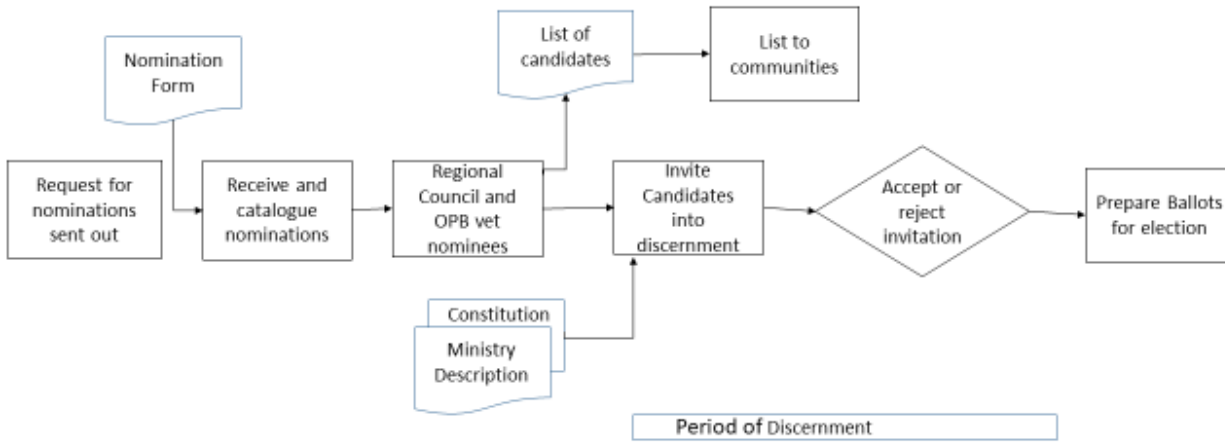 Nomination
Form
List of
candidates
List to
communities
Request for
nominations
sent out
Receive and
catalogue
nominations
Regional
Council and
OPB vet
nominees
Invite
Candidates
into
discernment
Accept or
reject
invitation
Prepare Ballots
for election
Constitution
Ministry
Description
Period of Discernment